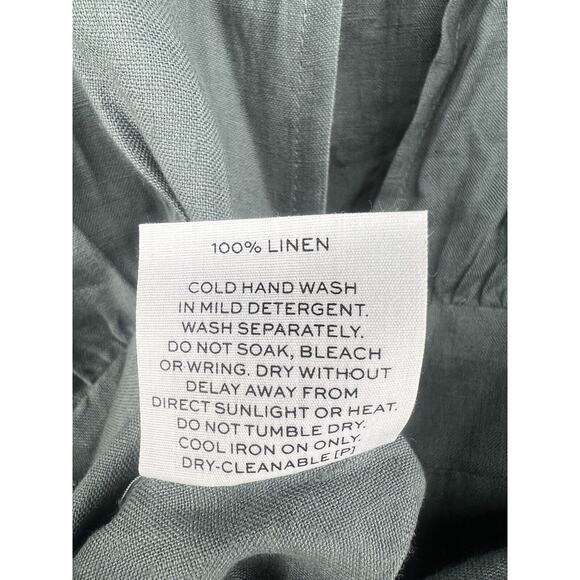 100% LINEN
COLD HAND WASH
IN MILD DETERGENT.
WASH SEPARATELY.
DO NOT SOAK, BLEACH
OR WRING. DRY WITHOUT
DELAY AWAY FROM
DIRECT SUNLIGHT OR HEAT.
DO NOT TUMBLE DRY.
COOL IRON ON ONLY.
DRY-CLEANABLE [P]